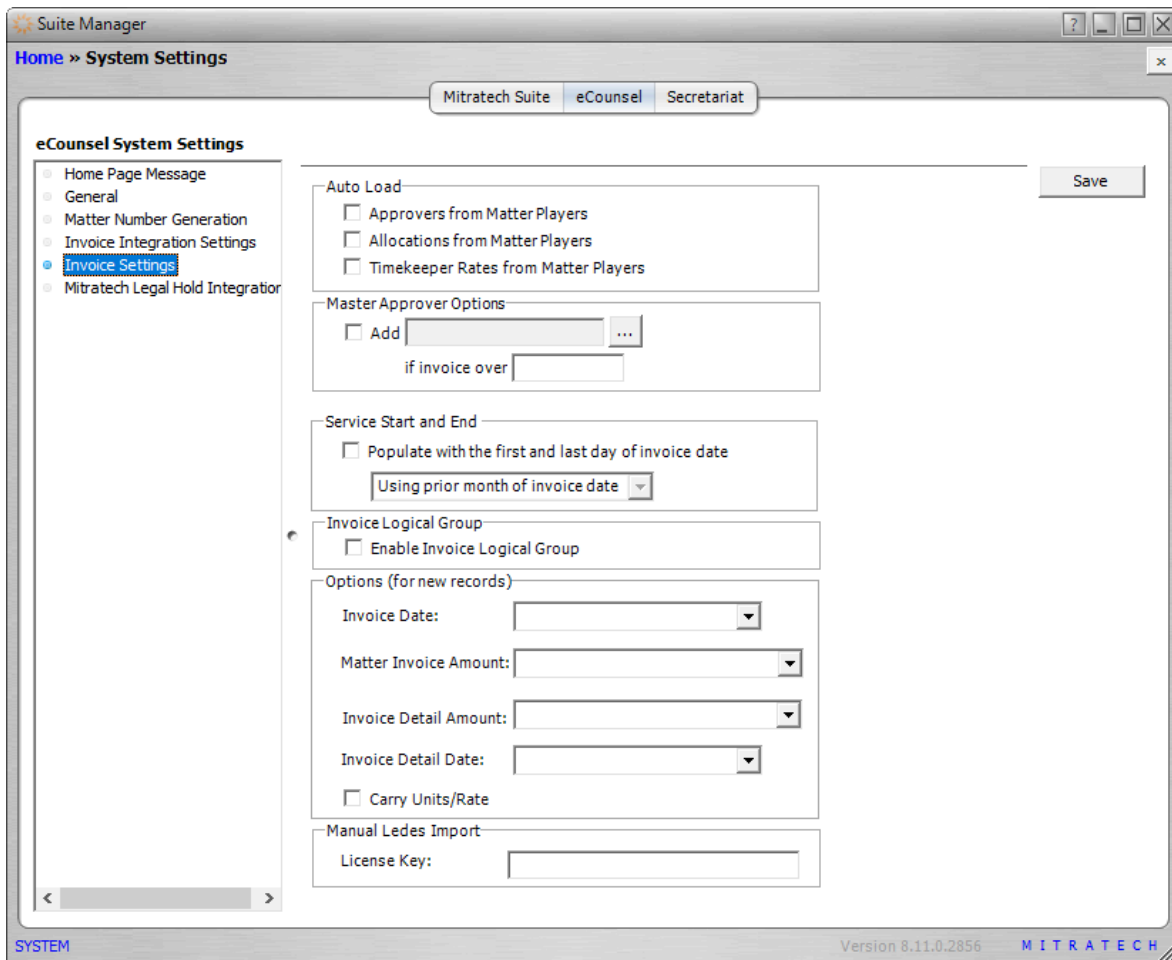 Suite Manager
?
Home » System Settings
x
Mitratech Suite eCounsel Secretariat
eCounsel System Settings
Home Page Message
General
Matter Number Generation
Invoice Integration Settings
Invoice Settings
Mitratech Legal Hold Integration
Save
Auto Load
Approvers from Matter Players
Allocations from Matter Players
Timekeeper Rates from Matter Players
Master Approver Options
Add ...
if invoice over
Service Start and End
Populate with the first and last day of invoice date
Using prior month of invoice date
Invoice Logical Group
Enable Invoice Logical Group
Options (for new records)
Invoice Date:
Matter Invoice Amount:
Invoice Detail Amount:
Invoice Detail Date:
Carry Units/Rate
Manual Ledes Import
License Key:
SYSTEM Version 8.11.0.2856 MITRATECH